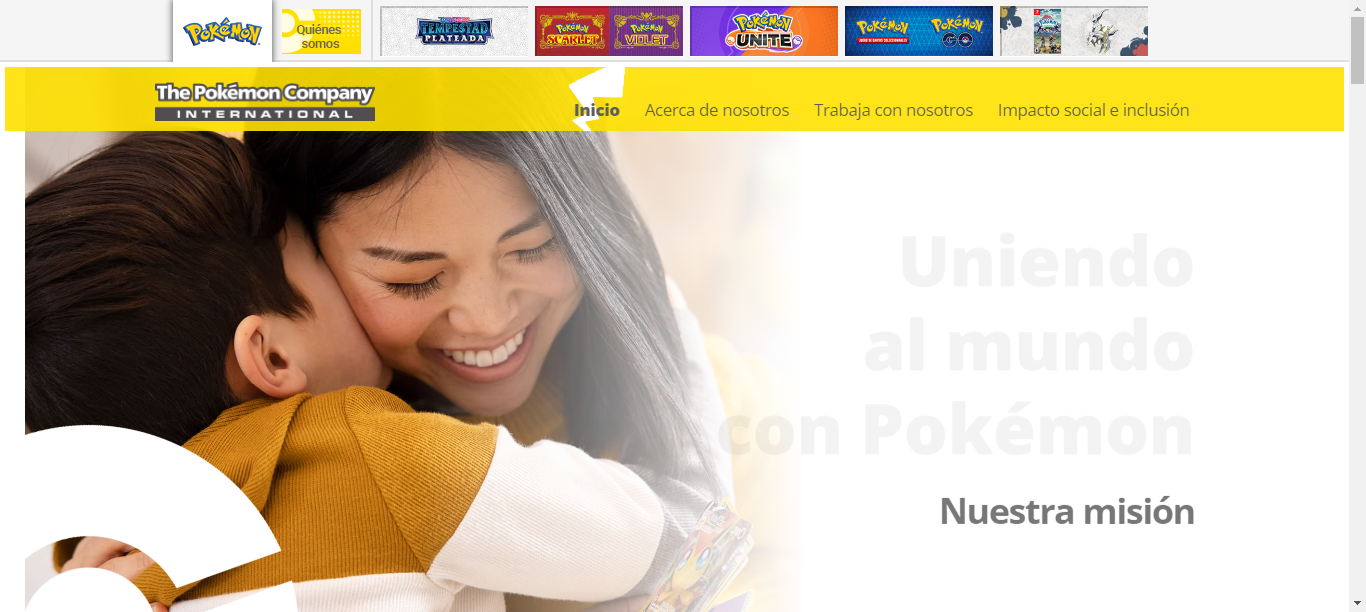 Pokémon
Quiénes
somos
TEMPESTAD
PLATEADA
Pokémon
SCARLET
Pokémon
VIOLET
Pokémon
UNITE
Pokémon
Pokémon
GO
The Pokémon Company
INTERNATIONAL
Inicio
Acerca de nosotros
Trabaja con nosotros
Impacto social e inclusión
Uniendo
al mundo
con Pokémon
Nuestra misión